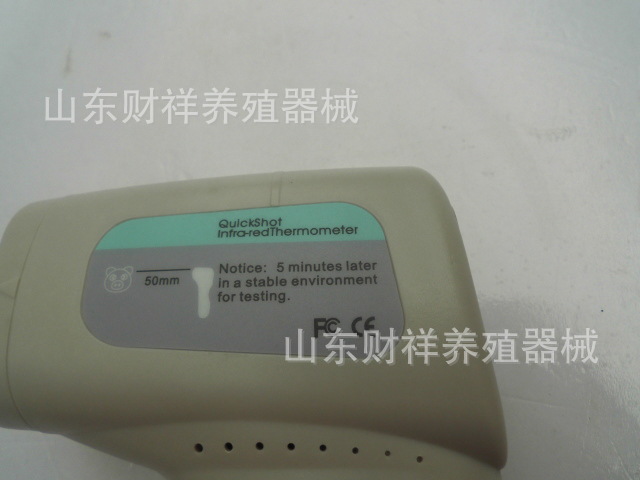 山东财祥养殖器械
QuickShot
Infra-redThermometer
50mm
Notice: 5 minutes later
in a stable environment
for testing.
FC CE
山东财祥养殖器械